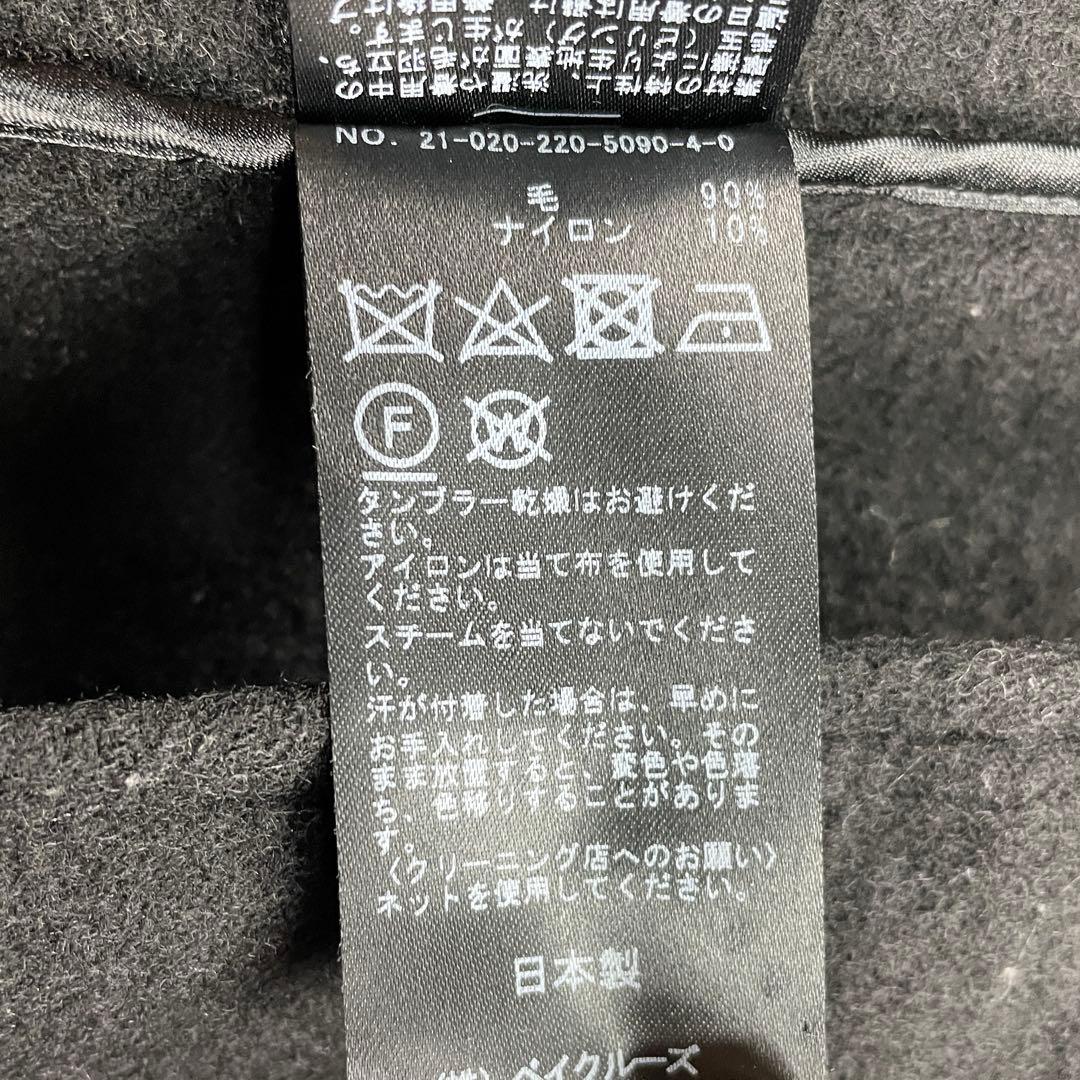 NO. 21-020-220-5090-4-0
毛 90%
ナイロン 10%
F
W
タンブラー乾燥はお避けくだ
さい。
アイロンは当て布を使用して
ください。
スチームを当てないでくださ
い。
汗が付着した場合は、早めに
お手入れしてください。その
まま放置すると、変色や色落
ち、色移りすることがありま
す。
〈クリーニング店へのお願い〉
ネットを使用してください。
日本製
(株)ベイクルーズ